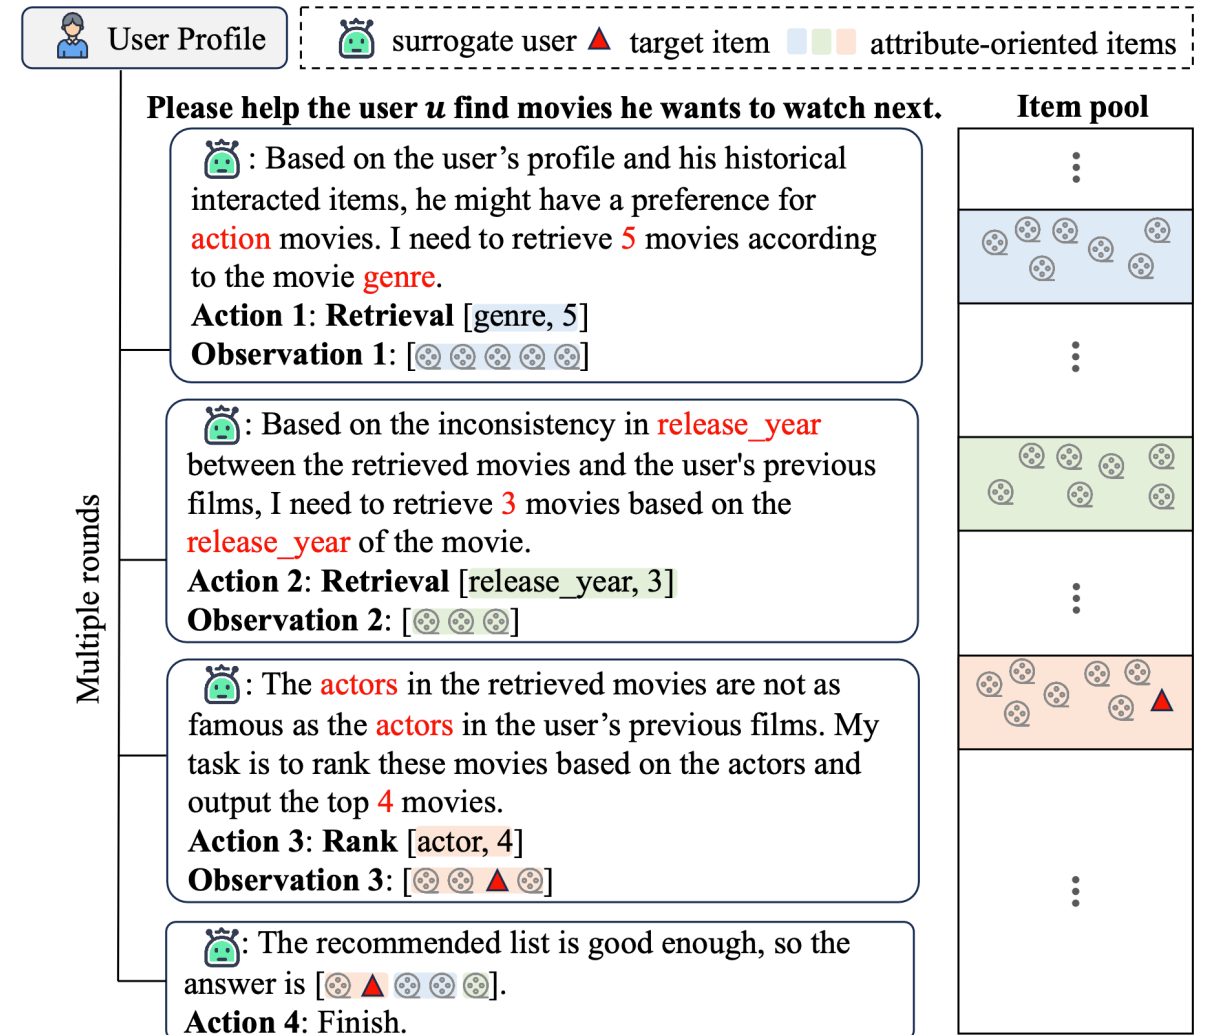 User Profile
surrogate user target item attribute-oriented items
Please help the user u find movies he wants to watch next.
Item pool
: Based on the user’s profile and his historical
interacted items, he might have a preference for
action movies. I need to retrieve 5 movies according
to the movie genre.
Action 1: Retrieval [genre, 5]
Observation 1: [ ]
: Based on the inconsistency in release_year
between the retrieved movies and the user's previous
films, I need to retrieve 3 movies based on the
release_year of the movie.
Action 2: Retrieval [release_year, 3]
Observation 2: [ ]
Multiple rounds
: The actors in the retrieved movies are not as
famous as the actors in the user’s previous films. My
task is to rank these movies based on the actors and
output the top 4 movies.
Action 3: Rank [actor, 4]
Observation 3: [ ]
: The recommended list is good enough, so the
answer is [ ].
Action 4: Finish.